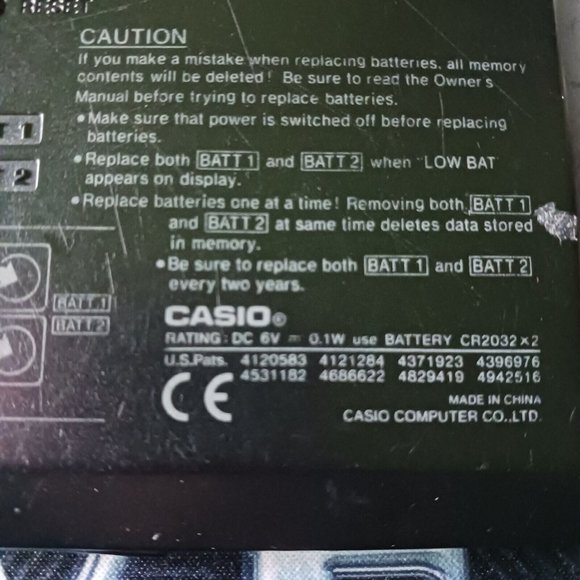 RESET
CAUTION
If you make a mistake when replacing batteries, all memory
contents will be deleted! Be sure to read the Owner's
Manual before trying to replace batteries.
•Make sure that power is switched off before replacing
batteries.
•Replace both BATT 1 and BATT 2 when "LOW BAT"
appears on display.
•Replace batteries one at a time! Removing both BATT 1
and BATT 2 at same time deletes data stored
in memory.
•Be sure to replace both BATT 1 and BATT 2
every two years.
T 1
T 2
BATT 1
BATT 2
CASIO®
RATING: DC 6V ⎓ 0.1W use BATTERY CR2032×2
U.S.Pats. 4120583 4121284 4371923 4396976
4531182 4686622 4829419 4942516
CE
MADE IN CHINA
CASIO COMPUTER CO.,LTD.